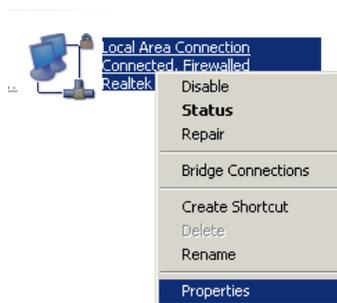 Local Area Connection
Connected, Firewalled
Realtek
Disable
Status
Repair
Bridge Connections
Create Shortcut
Delete
Rename
Properties